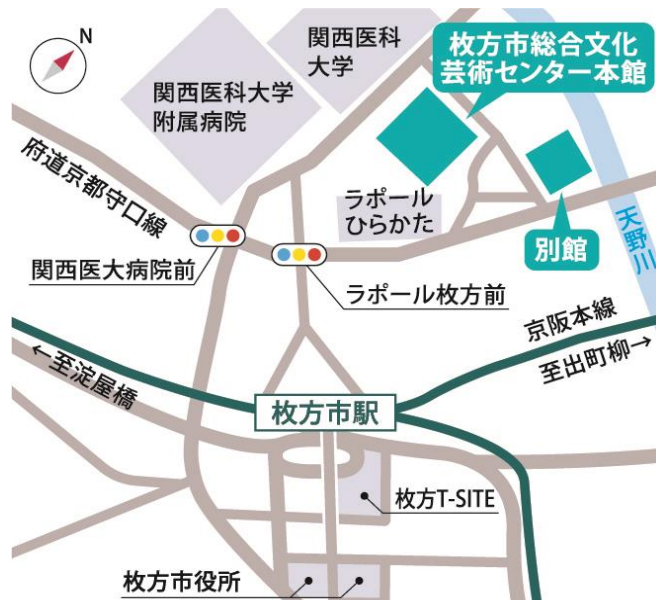 N
関西医科
大学
枚方市総合文化
芸術センター本館
関西医科大学
附属病院
府道京都守口線
ラポール
ひらかた
天野川
別館
関西医大病院前
ラポール枚方前
京阪本線
至出町柳→
←至淀屋橋
枚方市駅
枚方T-SITE
枚方市役所